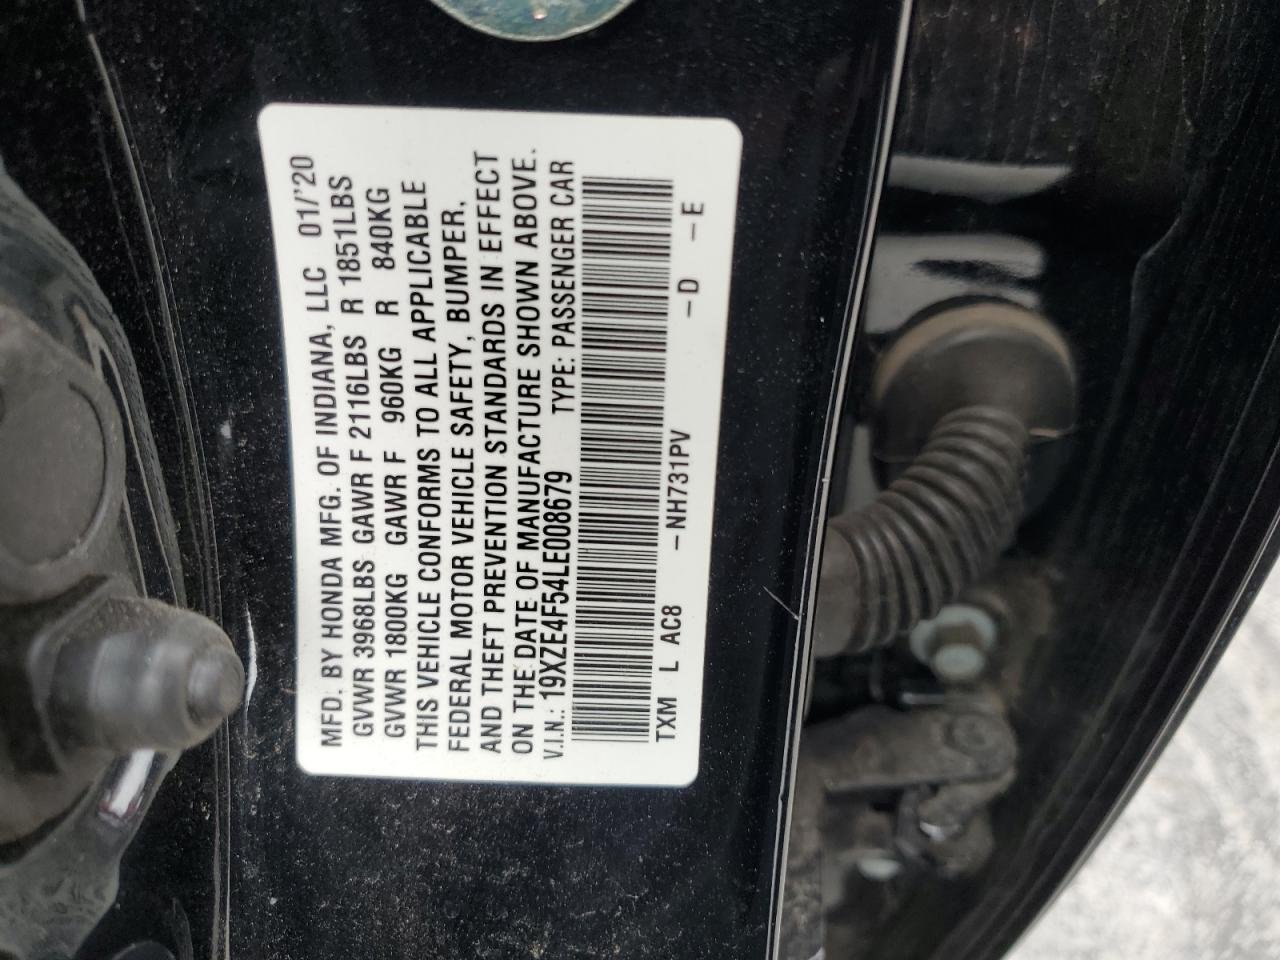 MFD. BY HONDA MFG. OF INDIANA, LLC 01/'20
GVWR 3968LBS GAWR F 2116LBS R 1851LBS
GVWR 1800KG GAWR F 960KG R 840KG
THIS VEHICLE CONFORMS TO ALL APPLICABLE
FEDERAL MOTOR VEHICLE SAFETY, BUMPER,
AND THEFT PREVENTION STANDARDS IN EFFECT
ON THE DATE OF MANUFACTURE SHOWN ABOVE.
V.I.N.: 19XZE4F54LE008679 TYPE: PASSENGER CAR
TXM L AC8 -NH731PV -D -E